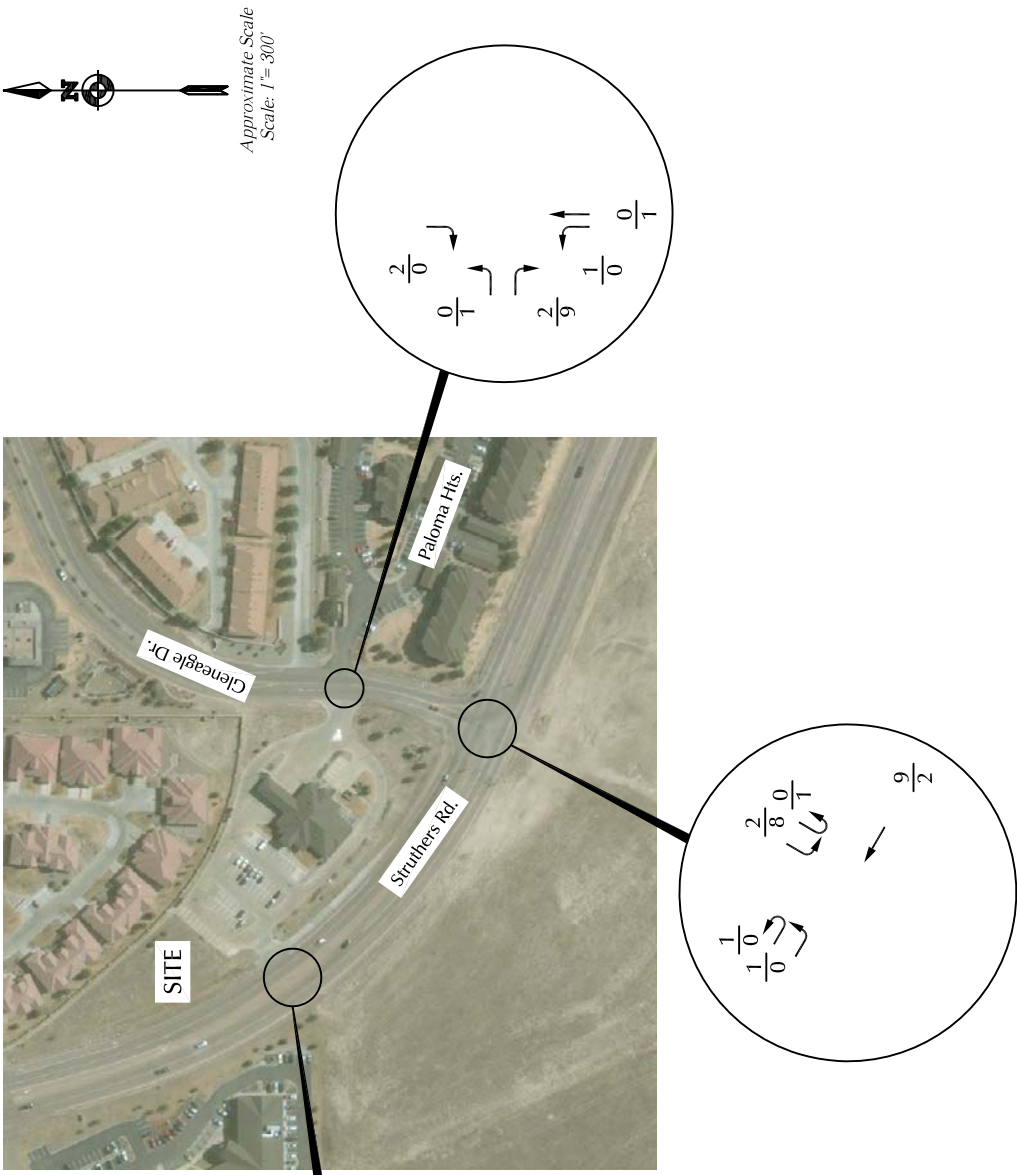 N
Approximate Scale
Scale: 1"= 300'
2
0
0
1
2
9
1
0
0
1
Paloma Hts.
Gleneagle Dr.
Struthers Rd.
SITE
2
8
0
1
9
2
1
0
1
0